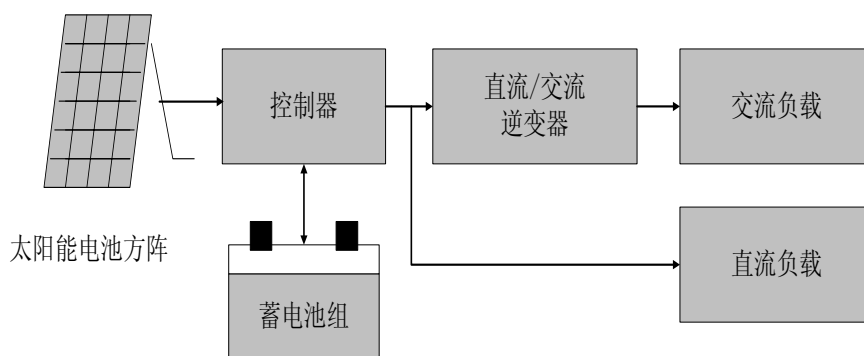 控制器
直流/交流
逆变器
交流负载
太阳能电池方阵
蓄电池组
直流负载